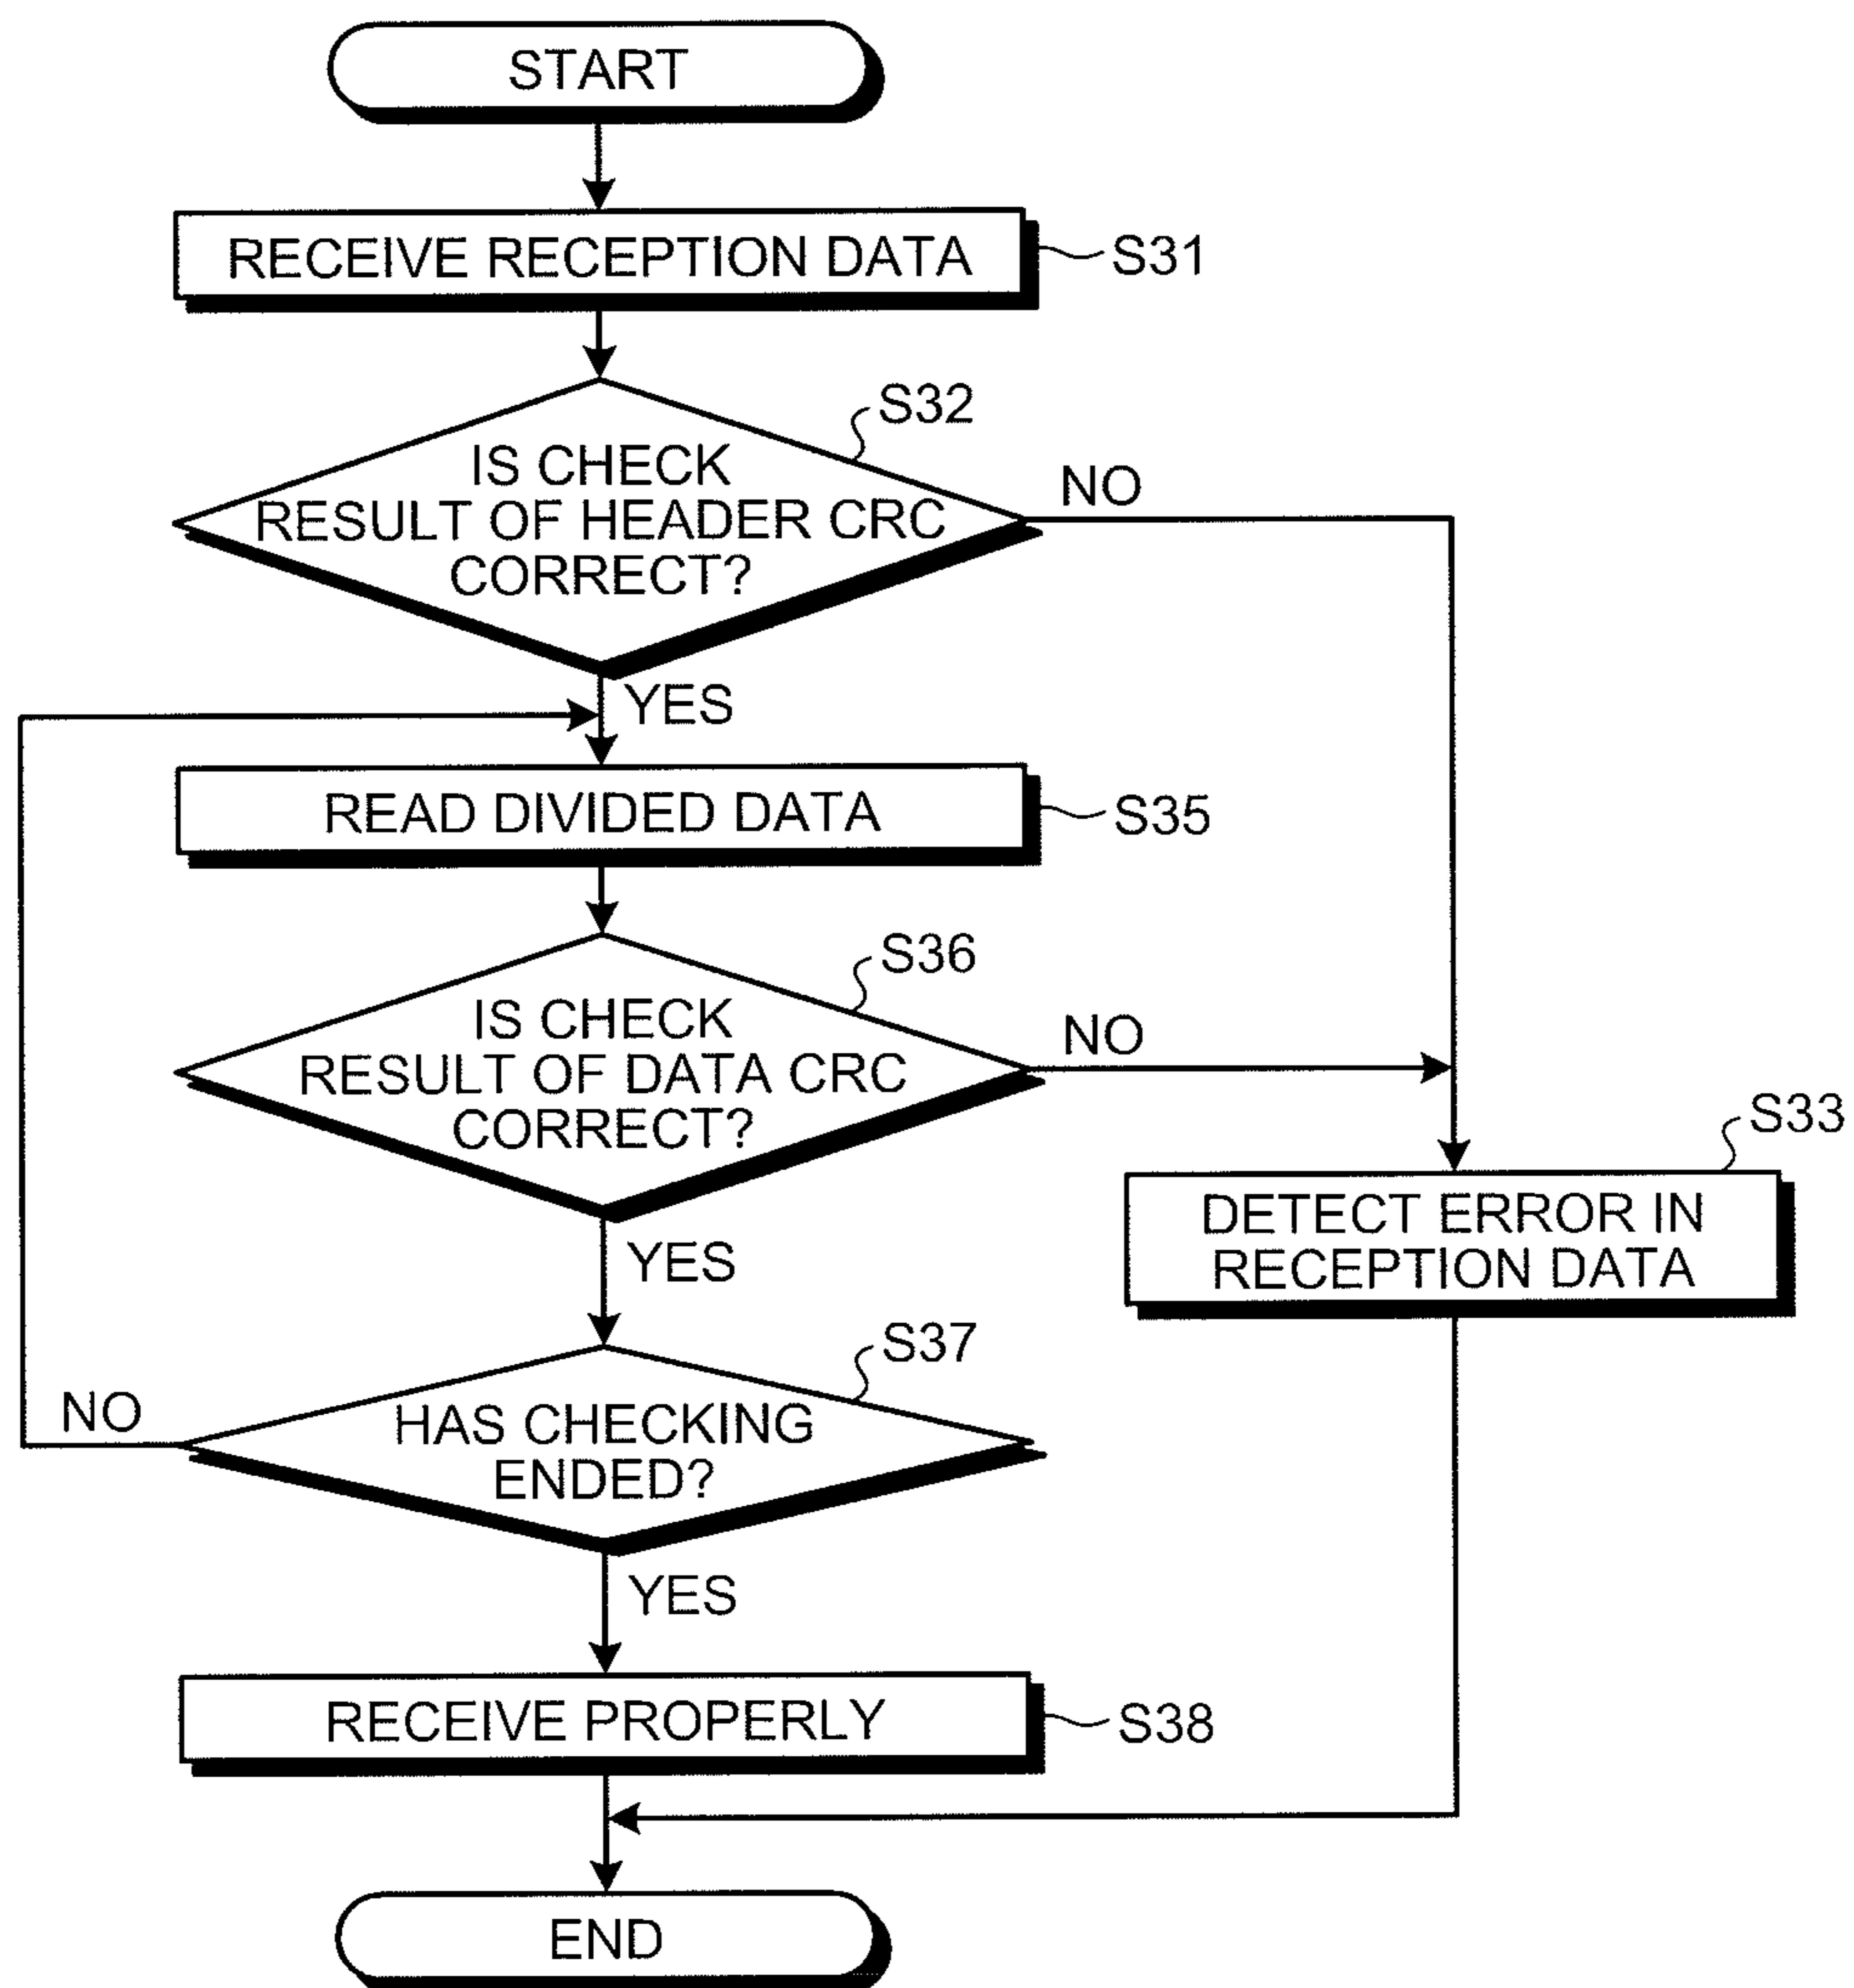 START
RECEIVE RECEPTION DATA
S31
S32
IS CHECK
RESULT OF HEADER CRC
CORRECT?
NO
YES
READ DIVIDED DATA
S35
S36
IS CHECK
RESULT OF DATA CRC
CORRECT?
NO
S33
DETECT ERROR IN
RECEPTION DATA
YES
S37
HAS CHECKING
ENDED?
NO
YES
RECEIVE PROPERLY
S38
END